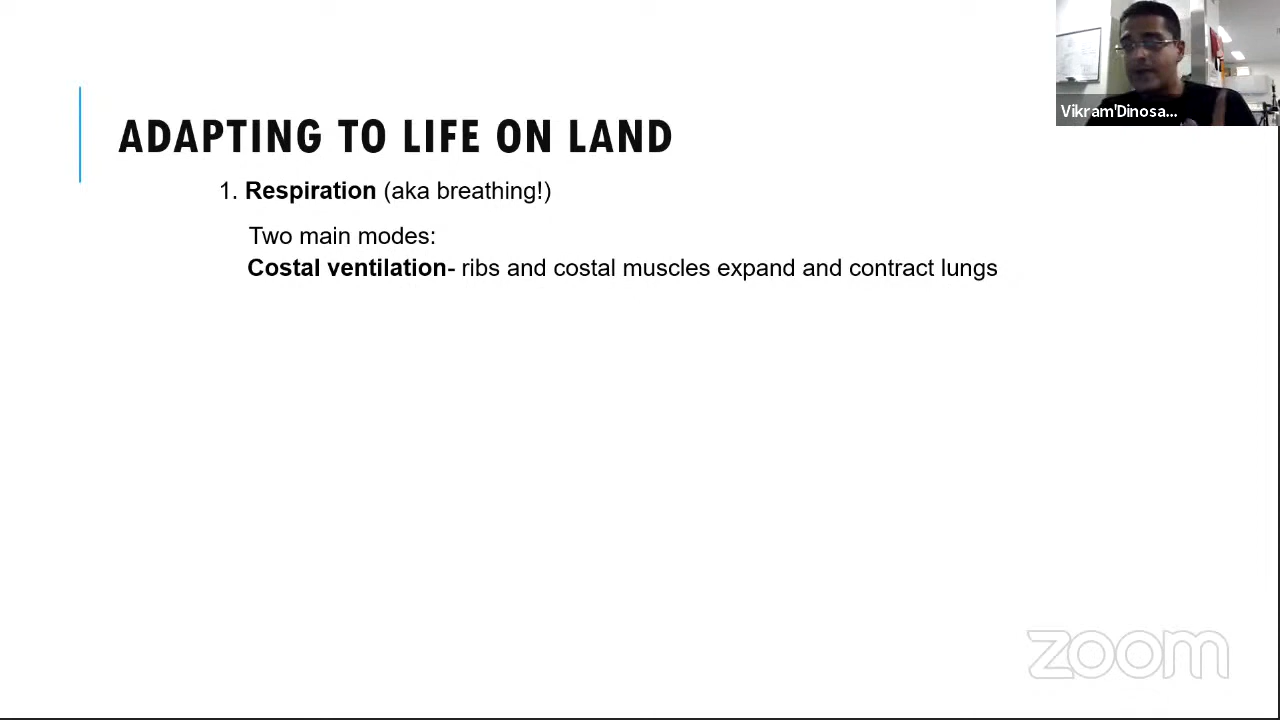 Vikram'Dinosa...
ADAPTING TO LIFE ON LAND
1. Respiration (aka breathing!)
Two main modes:
Costal ventilation- ribs and costal muscles expand and contract lungs
zoom